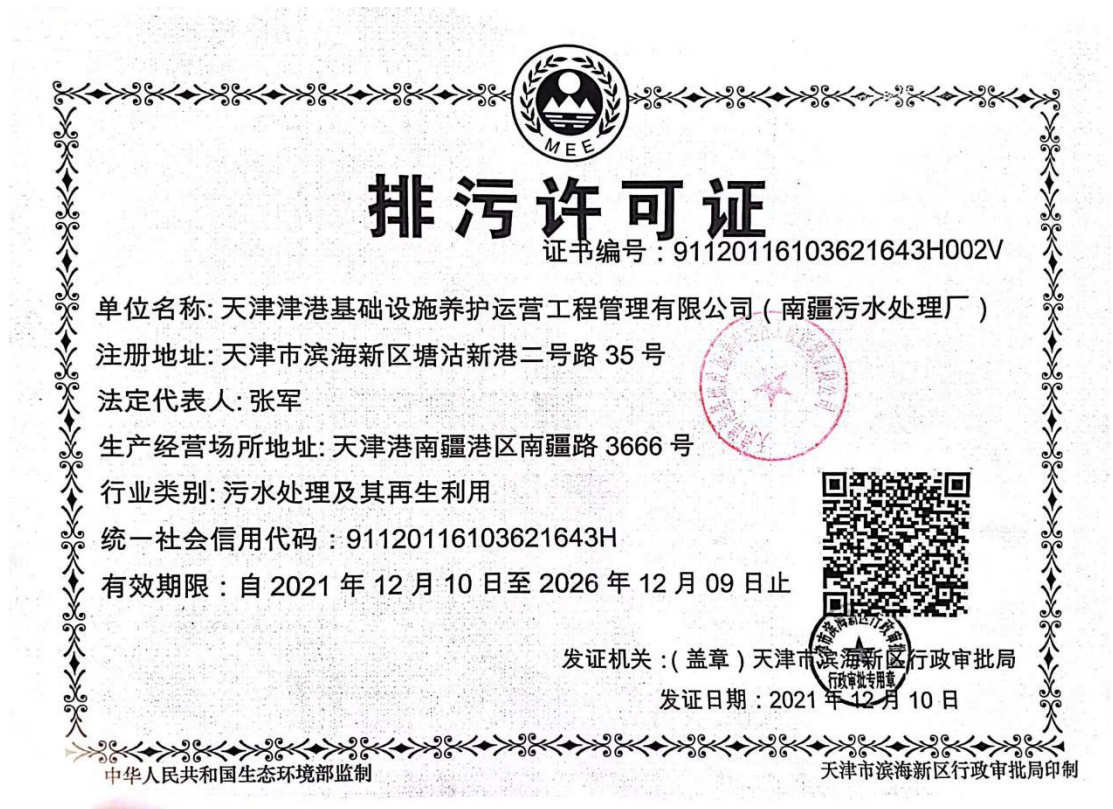 MEE
排污许可证
证书编号：91120116103621643H002V
单位名称: 天津津港基础设施养护运营工程管理有限公司（南疆污水处理厂）
注册地址: 天津市滨海新区塘沽新港二号路 35 号
法定代表人: 张军
生产经营场所地址: 天津港南疆港区南疆路 3666 号
行业类别: 污水处理及其再生利用
统一社会信用代码：91120116103621643H
有效期限：自 2021 年 12 月 10 日至 2026 年 12 月 09 日止
发证机关：(盖章）天津市滨海新区行政审批局
行政审批专用章
发证日期：2021 年 12 月 10 日
中华人民共和国生态环境部监制
天津市滨海新区行政审批局印制